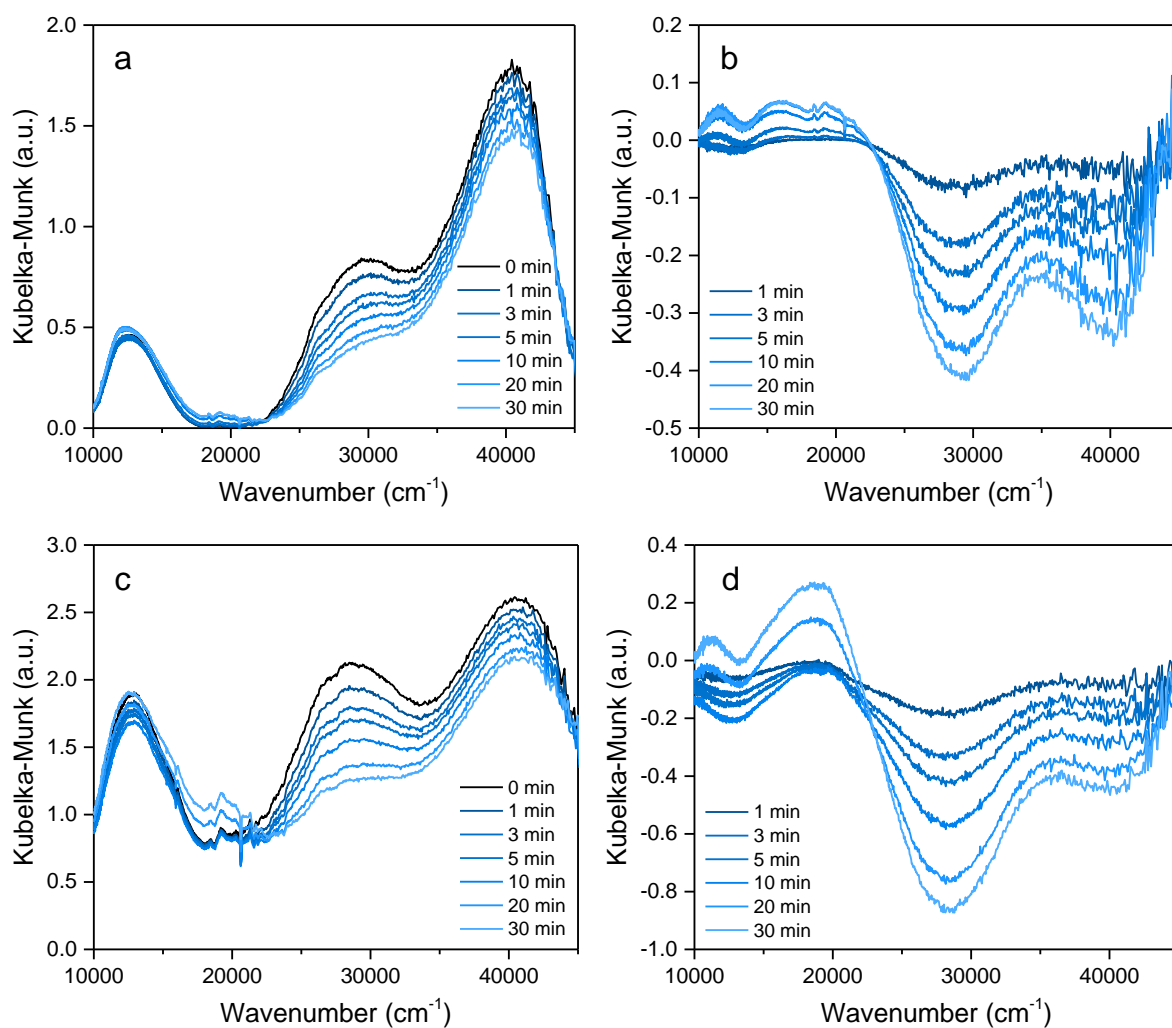 a
2.0
1.5
1.0
0.5
0.0
Kubelka-Munk (a.u.)
0 min
1 min
3 min
5 min
10 min
20 min
30 min
10000 20000 30000 40000
Wavenumber (cm-1)
b
0.2
0.1
0.0
-0.1
-0.2
-0.3
-0.4
-0.5
Kubelka-Munk (a.u.)
1 min
3 min
5 min
10 min
20 min
30 min
10000 20000 30000 40000
Wavenumber (cm-1)
c
3.0
2.5
2.0
1.5
1.0
0.5
0.0
Kubelka-Munk (a.u.)
0 min
1 min
3 min
5 min
10 min
20 min
30 min
10000 20000 30000 40000
Wavenumber (cm-1)
d
0.4
0.2
0.0
-0.2
-0.4
-0.6
-0.8
-1.0
Kubelka-Munk (a.u.)
1 min
3 min
5 min
10 min
20 min
30 min
10000 20000 30000 40000
Wavenumber (cm-1)